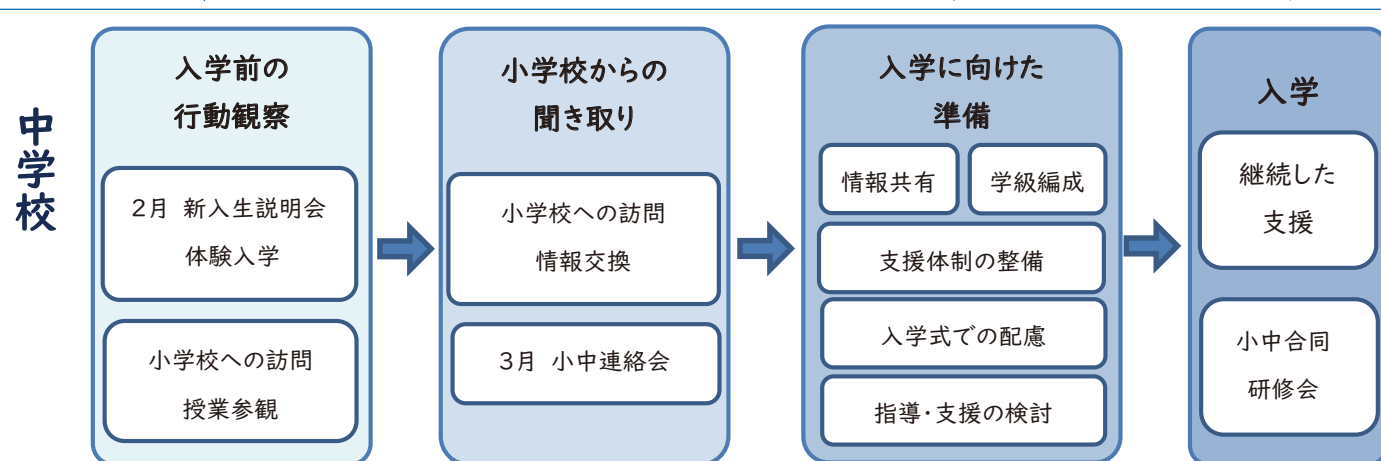 中学校
入学前の
行動観察
2月 新入生説明会
体験入学
小学校への訪問
授業参観
小学校からの
聞き取り
小学校への訪問
情報交換
3月 小中連絡会
入学に向けた
準備
情報共有
学級編成
支援体制の整備
入学式での配慮
指導・支援の検討
入学
継続した
支援
小中合同
研修会